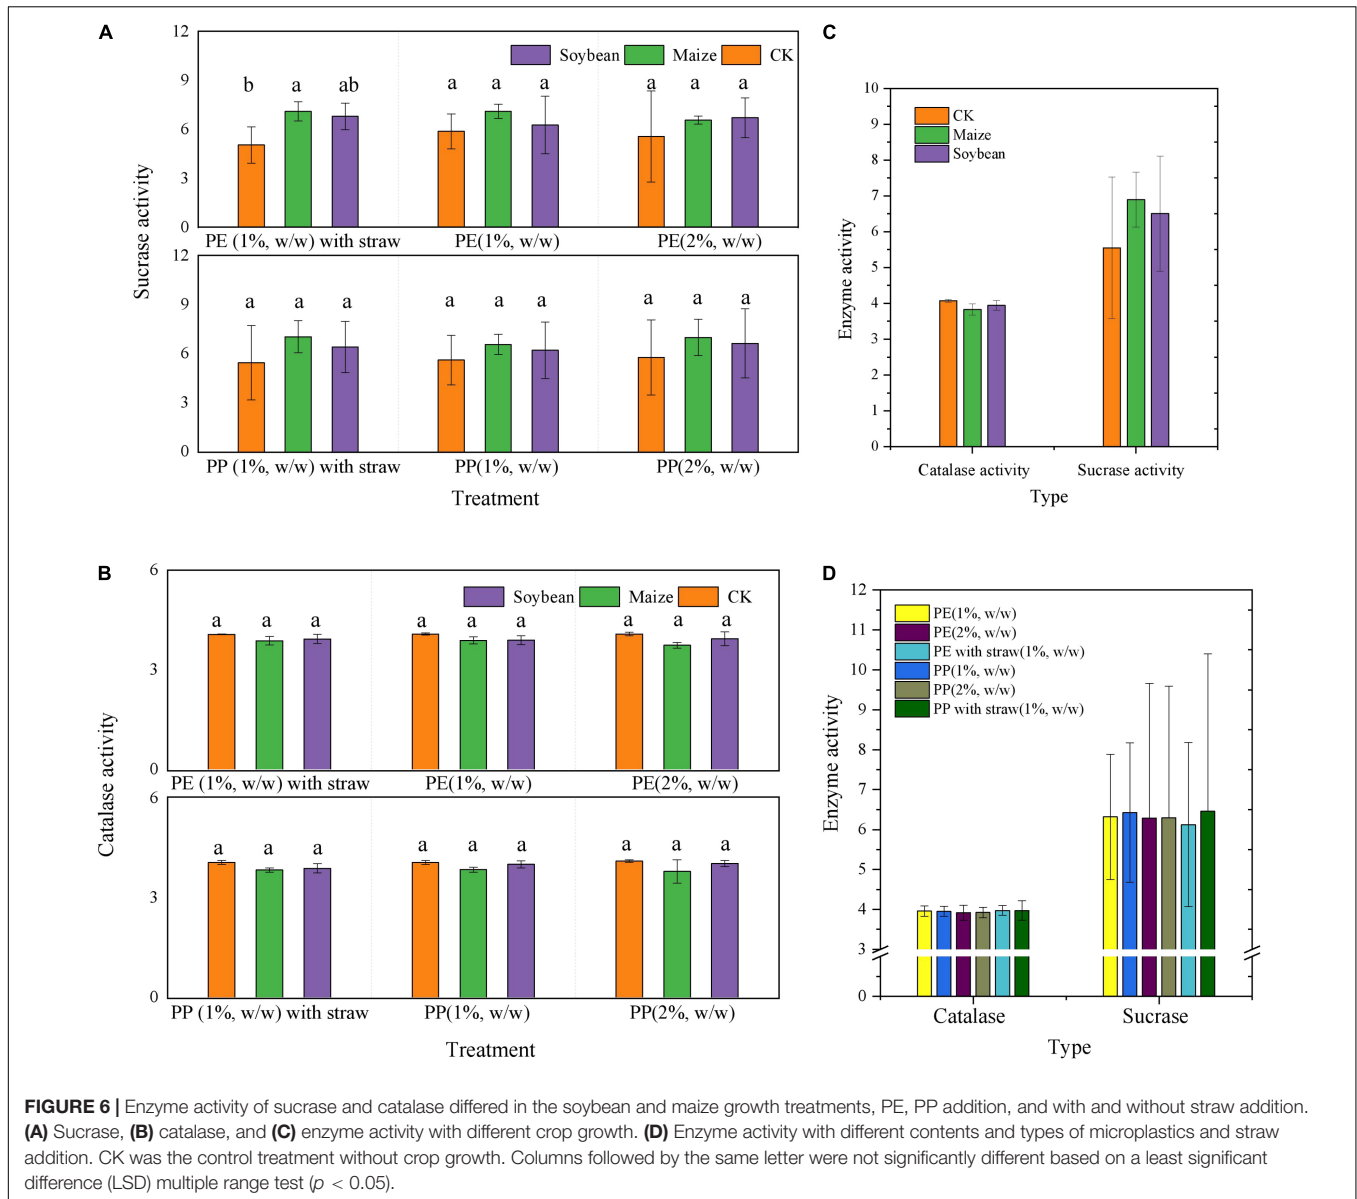 A
12
9
6
3
0
Soybean Maize CK
b a ab a a a a a a
PE (1%, w/w) with straw PE(1%, w/w) PE(2%, w/w)
12
9
6
3
0
a a a a a a a a a
PP (1%, w/w) with straw PP(1%, w/w) PP(2%, w/w)
Sucrase activity
Treatment
C
10
9
8
7
6
5
4
3
2
1
0
CK
Maize
Soybean
Enzyme activity
Catalase activity Sucrase activity
Type
B
6
3
0
Soybean Maize CK
a a a a a a a a a
PE (1%, w/w) with straw PE(1%, w/w) PE(2%, w/w)
6
3
0
a a a a a a a a a
PP (1%, w/w) with straw PP(1%, w/w) PP(2%, w/w)
Catalase activity
Treatment
D
12
11
10
9
8
7
6
5
4
3
0
PE(1%, w/w)
PE(2%, w/w)
PE with straw(1%, w/w)
PP(1%, w/w)
PP(2%, w/w)
PP with straw(1%, w/w)
Enzyme activity
Catalase Sucrase
Type
FIGURE 6 | Enzyme activity of sucrase and catalase differed in the soybean and maize growth treatments, PE, PP addition, and with and without straw addition.
(A) Sucrase, (B) catalase, and (C) enzyme activity with different crop growth. (D) Enzyme activity with different contents and types of microplastics and straw
addition. CK was the control treatment without crop growth. Columns followed by the same letter were not significantly different based on a least significant
difference (LSD) multiple range test (p < 0.05).